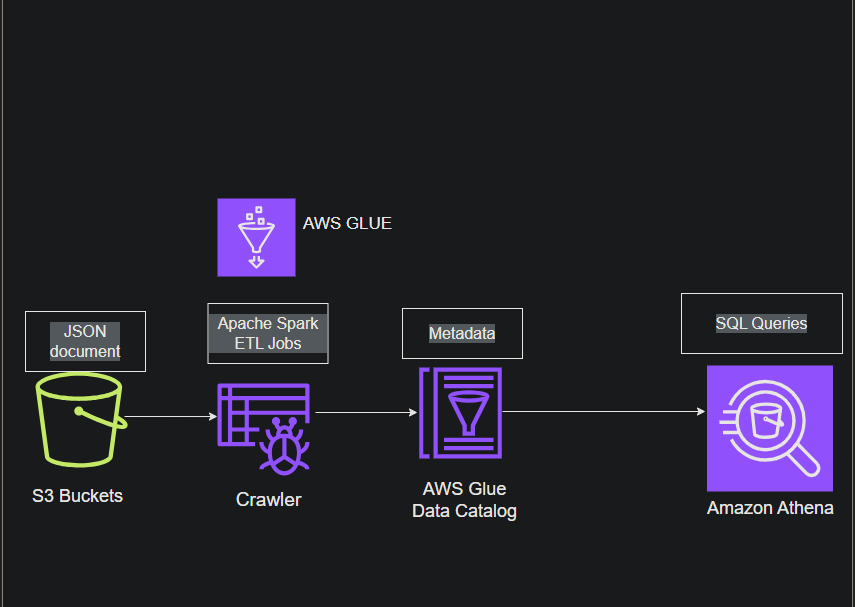 AWS GLUE
JSON
document
Apache Spark
ETL Jobs
Metadata
SQL Queries
S3 Buckets
Crawler
AWS Glue
Data Catalog
Amazon Athena